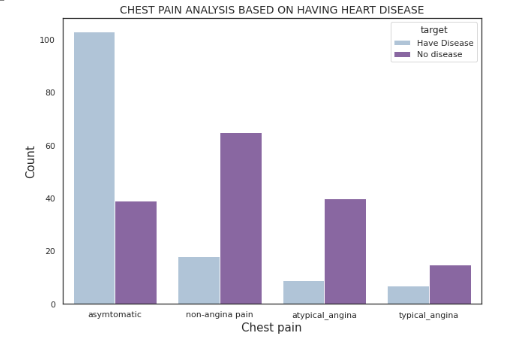 CHEST PAIN ANALYSIS BASED ON HAVING HEART DISEASE
target
Have Disease
No disease
100
80
60
40
20
0
Count
asymtomatic non-angina pain atypical_angina typical_angina
Chest pain